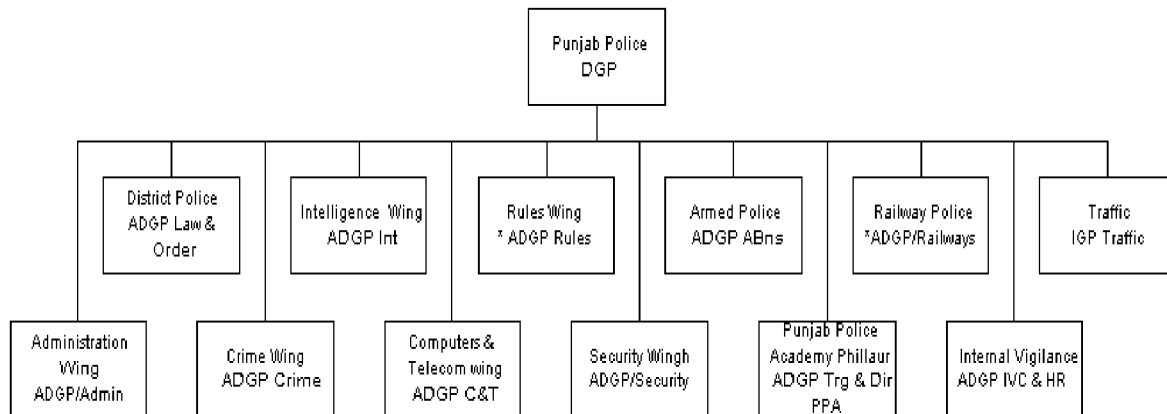 Punjab Police
DGP
District Police
ADGP Law &
Order
Intelligence Wing
ADGP Int
Rules Wing
* ADGP Rules
Armed Police
ADGP ABns
Railway Police
*ADGP/Railways
Traffic
IGP Traffic
Administration
Wing
ADGP/Admin
Crime Wing
ADGP Crime
Computers &
Telecom wing
ADGP C&T
Security Wingh
ADGP/Security
Punjab Police
Academy Phillaur
ADGP Trg & Dir
PPA
Internal Vigilance
ADGP IVC & HR